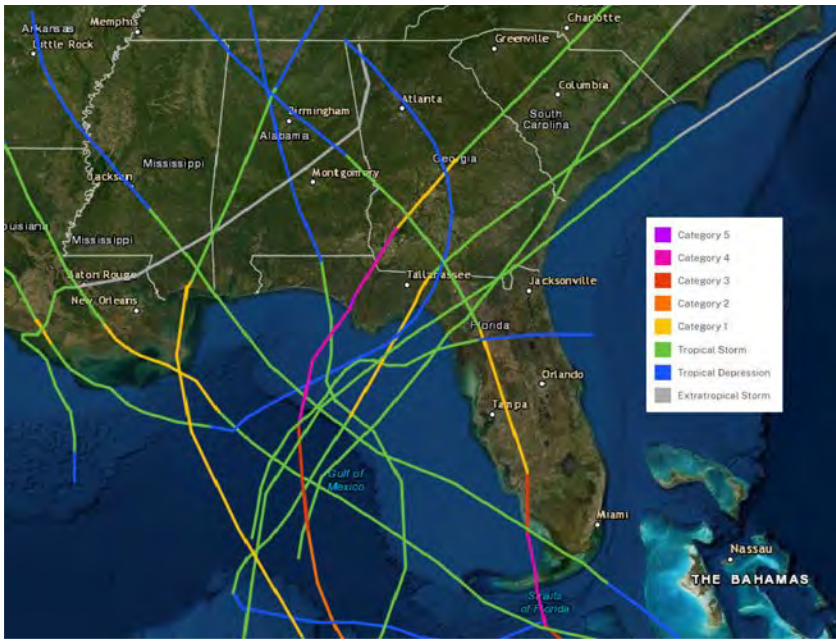 Arkansas
Little Rock
Memphis
Charlotte
Greenville
Columbia
South
Carolina
Atlanta
Birmingham
Alabama
Georgia
Mississippi
Jackson
Montgomery
ouisiana
Mississippi
Baton Rouge
New Orleans
Tallahassee
Jacksonville
Florida
Orlando
Tampa
Gulf of
Mexico
Miami
Nassau
THE BAHAMAS
Straits
of Florida
Category 5
Category 4
Category 3
Category 2
Category 1
Tropical Storm
Tropical Depression
Extratropical Storm